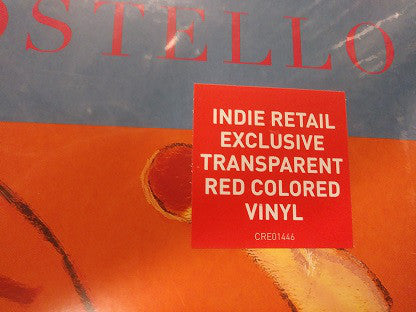 OSTELLO
INDIE RETAIL
EXCLUSIVE
TRANSPARENT
RED COLORED
VINYL
CRE01446